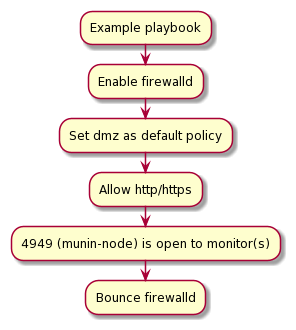 Example playbook
Enable firewalld
Set dmz as default policy
Allow http/https
4949 (munin-node) is open to monitor(s)
Bounce firewalld